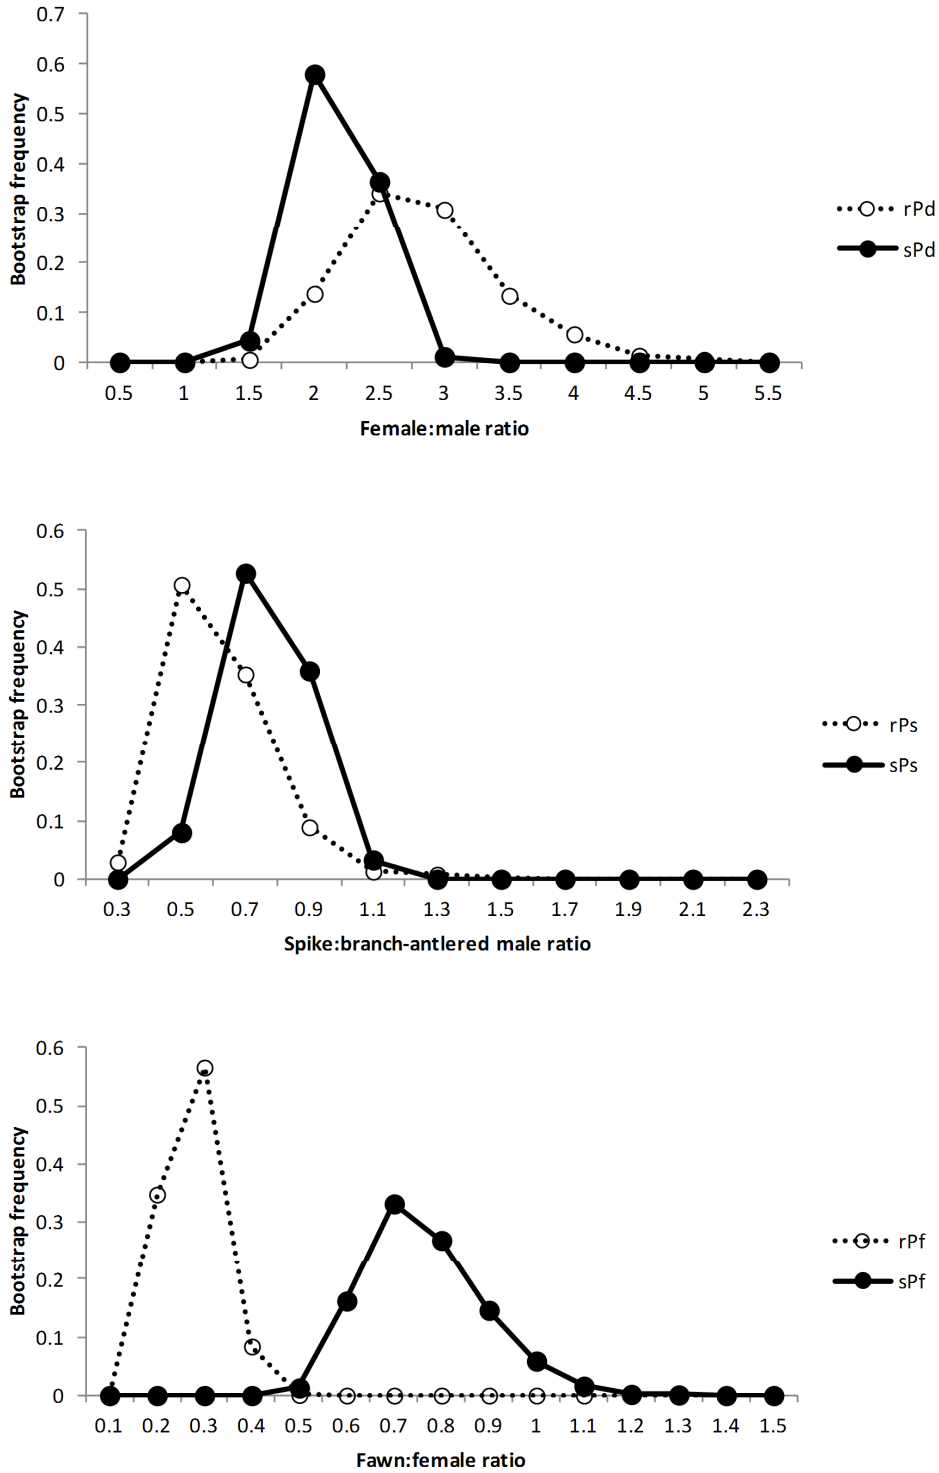 0.7
0.6
0.5
0.4
0.3
0.2
0.1
0
Bootstrap frequency
0.5 1 1.5 2 2.5 3 3.5 4 4.5 5 5.5
Female:male ratio
rPd
sPd
0.6
0.5
0.4
0.3
0.2
0.1
0
Bootstrap frequency
0.3 0.5 0.7 0.9 1.1 1.3 1.5 1.7 1.9 2.1 2.3
Spike:branch-antlered male ratio
rPs
sPs
0.6
0.5
0.4
0.3
0.2
0.1
0
Bootstrap frequency
0.1 0.2 0.3 0.4 0.5 0.6 0.7 0.8 0.9 1 1.1 1.2 1.3 1.4 1.5
Fawn:female ratio
rPf
sPf